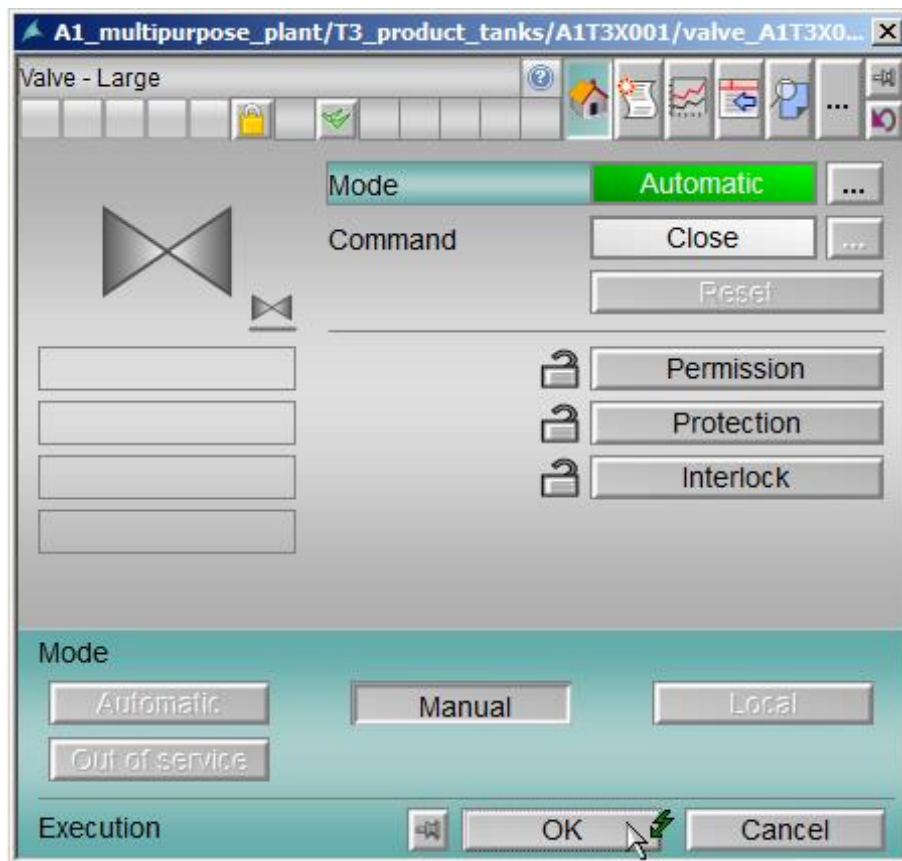 A1_multipurpose_plant/T3_product_tanks/A1T3X001/valve_A1T3X0...
Valve - Large
...
Mode Automatic ...
Command Close ...
Reset
Permission
Protection
Interlock
Mode
Automatic Manual Local
Out of service
Execution OK Cancel